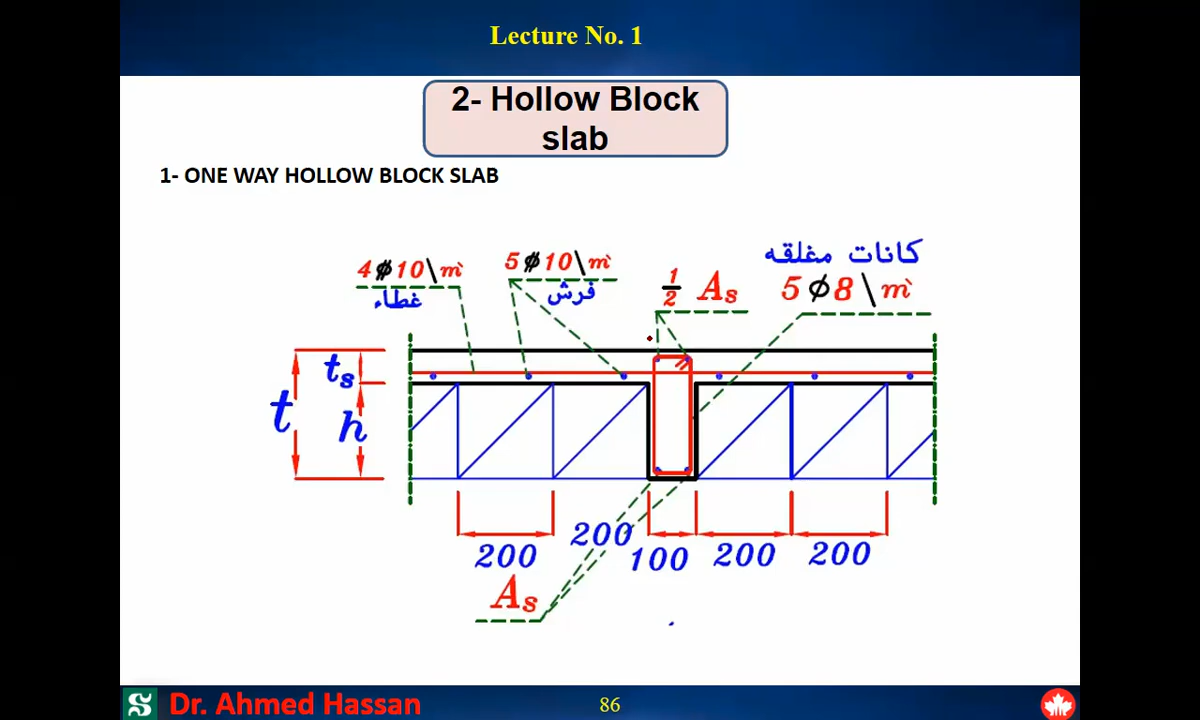 Lecture No. 1
2- Hollow Block
slab
1- ONE WAY HOLLOW BLOCK SLAB
4ϕ10\m`
غطاء
5ϕ10\m`
فرش
1/2 As
كانات مغلقه
5ϕ8\m`
t
ts
h
200
200
100
200
200
As
Dr. Ahmed Hassan
86